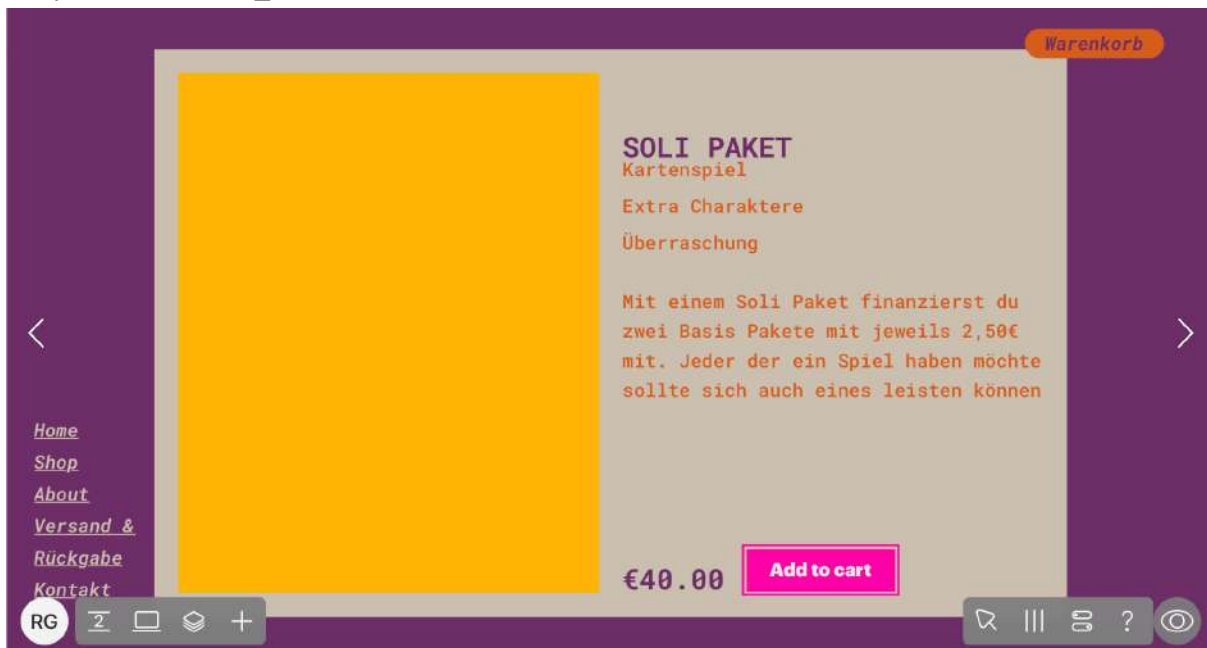 Warenkorb
SOLI PAKET
Kartenspiel
Extra Charaktere
Überraschung
Mit einem Soli Paket finanzierst du
zwei Basis Pakete mit jeweils 2,50€
mit. Jeder der ein Spiel haben möchte
sollte sich auch eines leisten können
Home
Shop
About
Versand &
Rückgabe
Kontakt
€40.00
Add to cart
RG
2
?